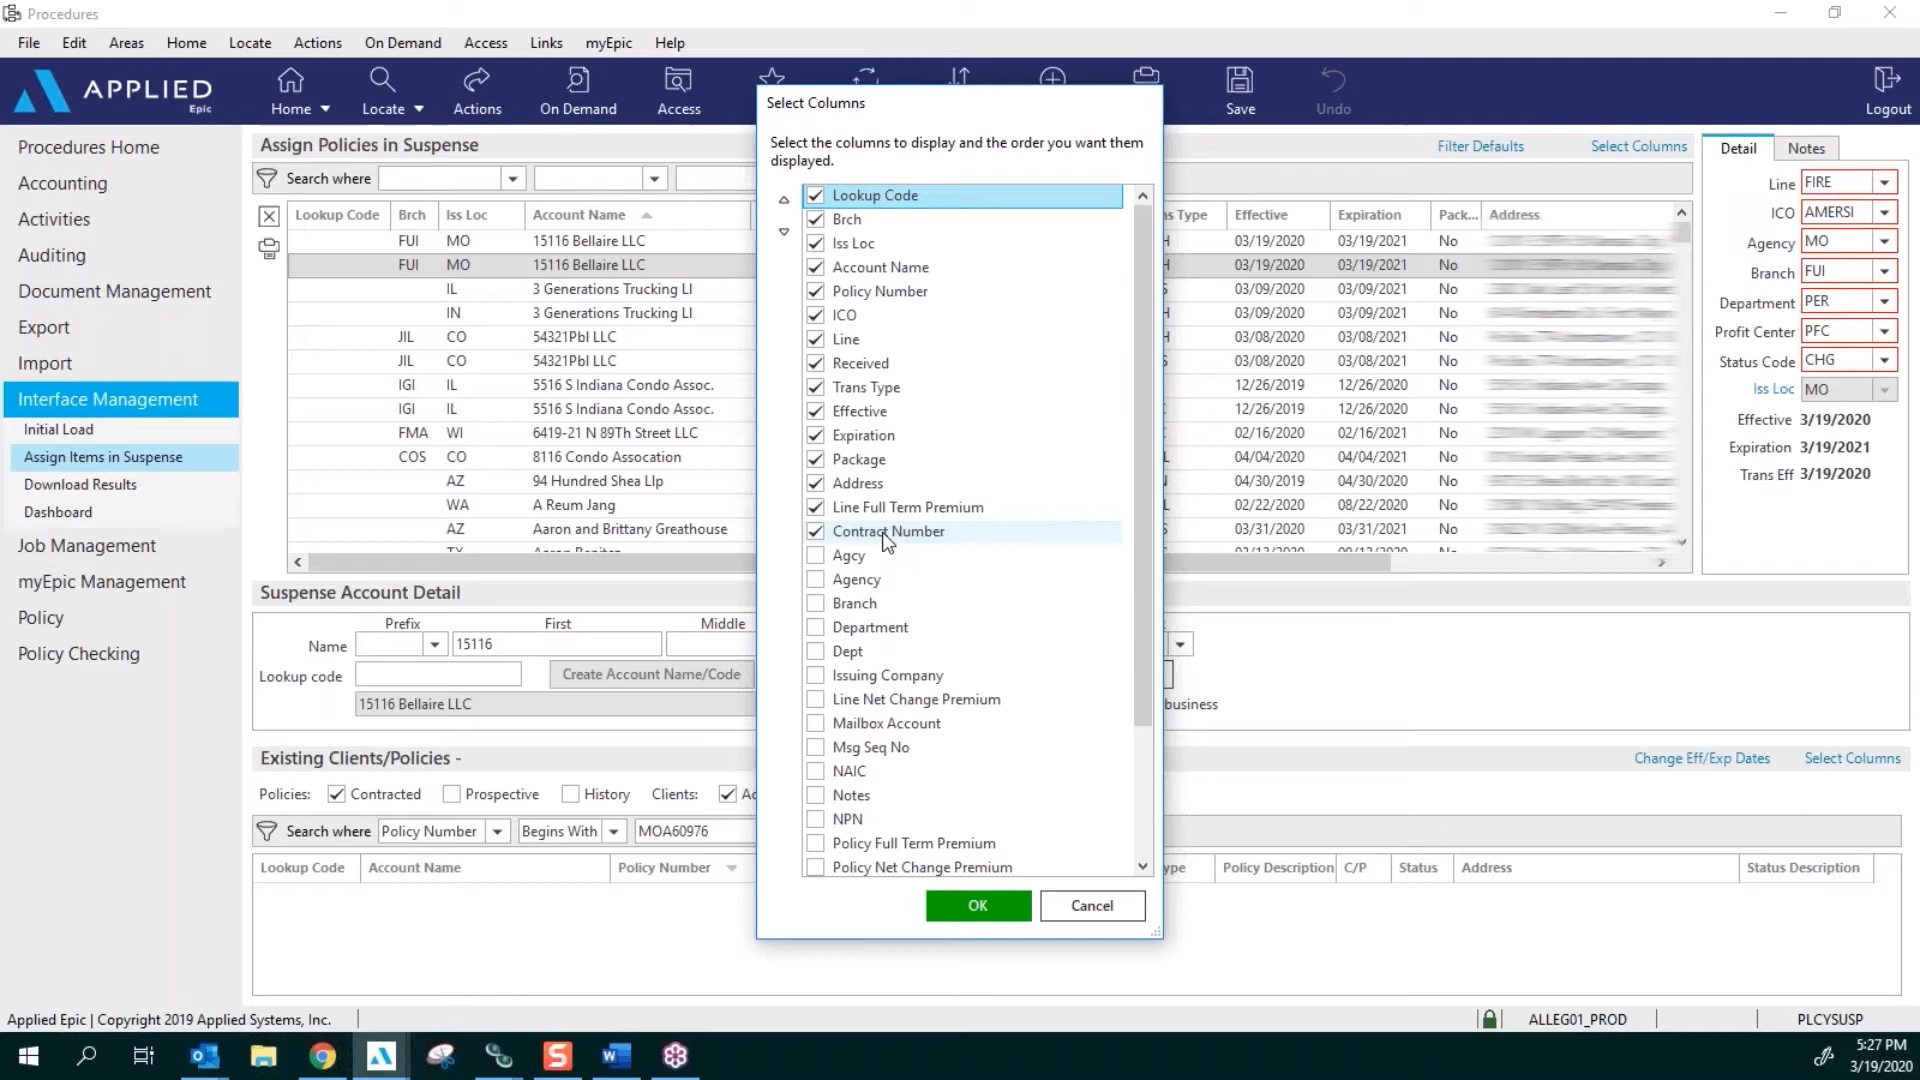 Procedures
File Edit Areas Home Locate Actions On Demand Access Links myEpic Help
APPLIED
Epic
Home Locate Actions On Demand Access Save Undo Logout
Procedures Home
Accounting
Activities
Auditing
Document Management
Export
Import
Interface Management
Initial Load
Assign Items in Suspense
Download Results
Dashboard
Job Management
myEpic Management
Policy
Policy Checking
Assign Policies in Suspense Filter Defaults Select Columns
Search where
Lookup Code Brch Iss Loc Account Name s Type Effective Expiration Pack... Address
FUI MO 15116 Bellaire LLC 03/19/2020 03/19/2021 No
FUI MO 15116 Bellaire LLC 03/19/2020 03/19/2021 No
IL 3 Generations Trucking LI 03/09/2020 03/09/2021 No
IN 3 Generations Trucking LI 03/09/2020 03/09/2021 No
JIL CO 54321Pbl LLC 03/08/2020 03/08/2021 No
JIL CO 54321Pbl LLC 03/08/2020 03/08/2021 No
IGI IL 5516 S Indiana Condo Assoc. 12/26/2019 12/26/2020 No
IGI IL 5516 S Indiana Condo Assoc. 12/26/2019 12/26/2020 No
FMA WI 6419-21 N 89Th Street LLC 02/16/2020 02/16/2021 No
COS CO 8116 Condo Assocation 04/04/2020 04/04/2021 No
AZ 94 Hundred Shea Llp 04/30/2019 04/30/2020 No
WA A Reum Jang 02/22/2020 08/22/2020 No
AZ Aaron and Brittany Greathouse 03/31/2020 03/31/2021 No
Select Columns
Select the columns to display and the order you want them
displayed.
Lookup Code
Brch
Iss Loc
Account Name
Policy Number
ICO
Line
Received
Trans Type
Effective
Expiration
Package
Address
Line Full Term Premium
Contract Number
Agcy
Agency
Branch
Department
Dept
Issuing Company
Line Net Change Premium
Mailbox Account
Msg Seq No
NAIC
Notes
NPN
Policy Full Term Premium
Policy Net Change Premium
OK Cancel
Detail Notes
Line FIRE
ICO AMERSI
Agency MO
Branch FUI
Department PER
Profit Center PFC
Status Code CHG
Iss Loc MO
Effective 3/19/2020
Expiration 3/19/2021
Trans Eff 3/19/2020
Suspense Account Detail
Prefix First Middle
Name 15116
Lookup code Create Account Name/Code
15116 Bellaire LLC business
Existing Clients/Policies - Change Eff/Exp Dates Select Columns
Policies: Contracted Prospective History Clients:
Search where Policy Number Begins With MOA60976
Lookup Code Account Name Policy Number ype Policy Description C/P Status Address Status Description
Applied Epic | Copyright 2019 Applied Systems, Inc. ALLEG01_PROD PLCYSUSP
5:27 PM
3/19/2020